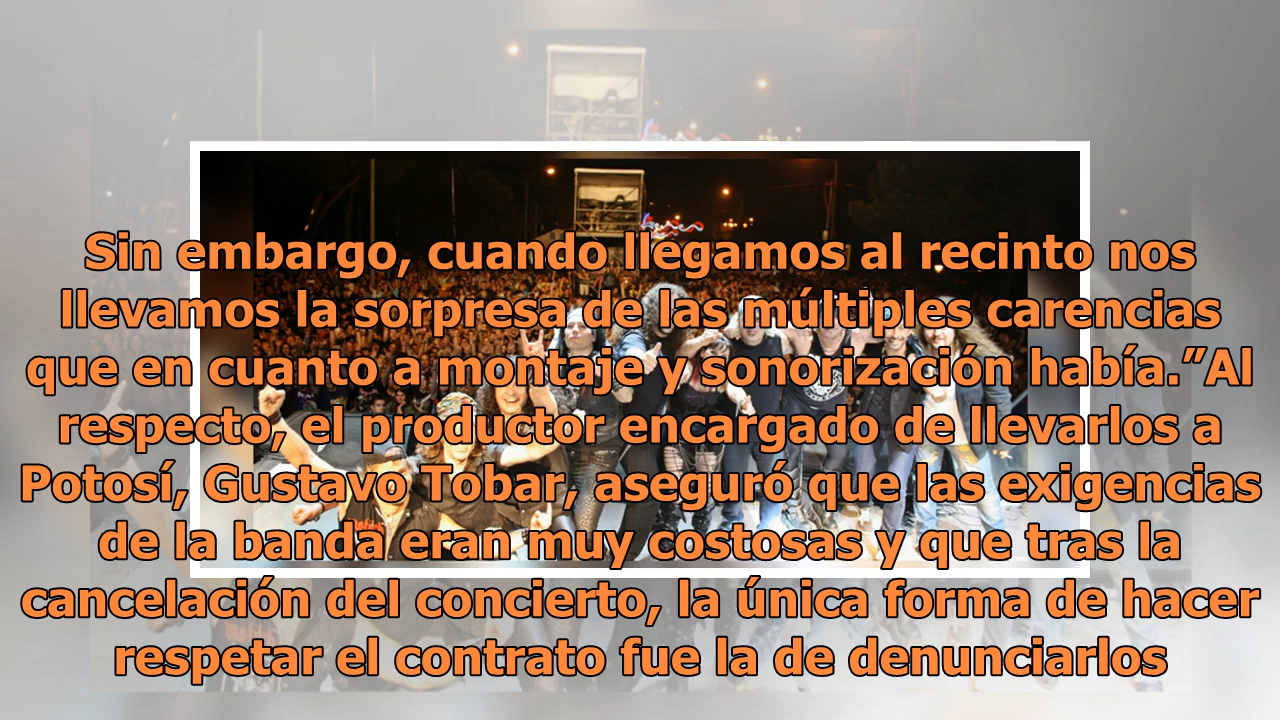 Sin embargo, cuando llegamos al recinto nos
llevamos la sorpresa de las múltiples carencias
que en cuanto a montaje y sonorización había.”Al
respecto, el productor encargado de llevarlos a
Potosí, Gustavo Tobar, aseguró que las exigencias
de la banda eran muy costosas y que tras la
cancelación del concierto, la única forma de hacer
respetar el contrato fue la de denunciarlos